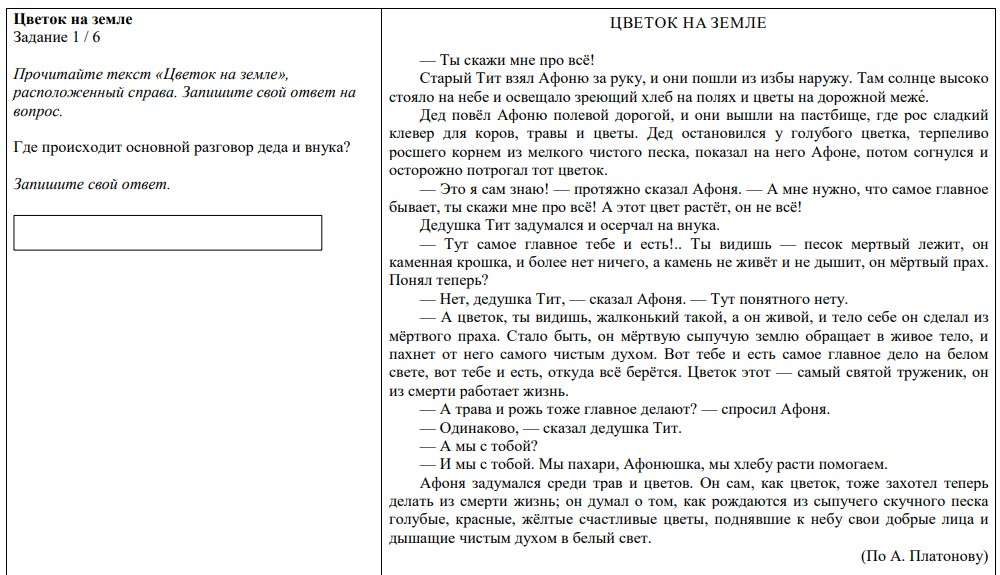 Цветок на земле
Задание 1 / 6
Прочитайте текст «Цветок на земле»,
расположенный справа. Запишите свой ответ на
вопрос.
Где происходит основной разговор деда и внука?
Запишите свой ответ.
ЦВЕТОК НА ЗЕМЛЕ
— Ты скажи мне про всё!
Старый Тит взял Афоню за руку, и они пошли из избы наружу. Там солнце высоко
стояло на небе и освещало зреющий хлеб на полях и цветы на дорожной меже́.
Дед повёл Афоню полевой дорогой, и они вышли на пастбище, где рос сладкий
клевер для коров, травы и цветы. Дед остановился у голубого цветка, терпеливо
росшего корнем из мелкого чистого песка, показал на него Афоне, потом согнулся и
осторожно потрогал тот цветок.
— Это я сам знаю! — протяжно сказал Афоня. — А мне нужно, что самое главное
бывает, ты скажи мне про всё! А этот цвет растёт, он не всё!
Дедушка Тит задумался и осерчал на внука.
— Тут самое главное тебе и есть!.. Ты видишь — песок мертвый лежит, он
каменная крошка, и более нет ничего, а камень не живёт и не дышит, он мёртвый прах.
Понял теперь?
— Нет, дедушка Тит, — сказал Афоня. — Тут понятного нету.
— А цветок, ты видишь, жалконький такой, а он живой, и тело себе он сделал из
мёртвого праха. Стало быть, он мёртвую сыпучую землю обращает в живое тело, и
пахнет от него самого чистым духом. Вот тебе и есть самое главное дело на белом
свете, вот тебе и есть, откуда всё берётся. Цветок этот — самый святой труженик, он
из смерти работает жизнь.
— А трава и рожь тоже главное делают? — спросил Афоня.
— Одинаково, — сказал дедушка Тит.
— А мы с тобой?
— И мы с тобой. Мы пахари, Афонюшка, мы хлебу расти помогаем.
Афоня задумался среди трав и цветов. Он сам, как цветок, тоже захотел теперь
делать из смерти жизнь; он думал о том, как рождаются из сыпучего скучного песка
голубые, красные, жёлтые счастливые цветы, поднявшие к небу свои добрые лица и
дышащие чистым духом в белый свет.
(По А. Платонову)